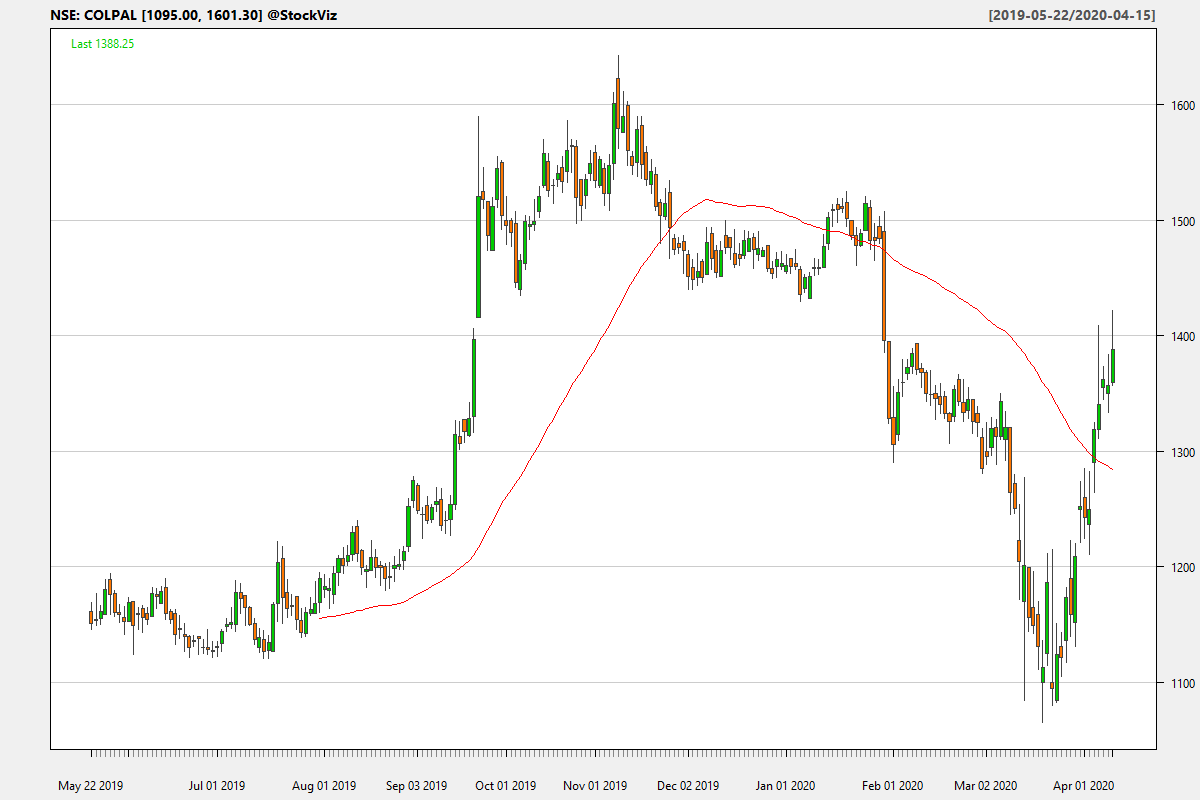 NSE: COLPAL [1095.00, 1601.30] @StockViz [2019-05-22/2020-04-15]
Last 1388.25
1600
1500
1400
1300
1200
1100
May 22 2019 Jul 01 2019 Aug 01 2019 Sep 03 2019 Oct 01 2019 Nov 01 2019 Dec 02 2019 Jan 01 2020 Feb 01 2020 Mar 02 2020 Apr 01 2020